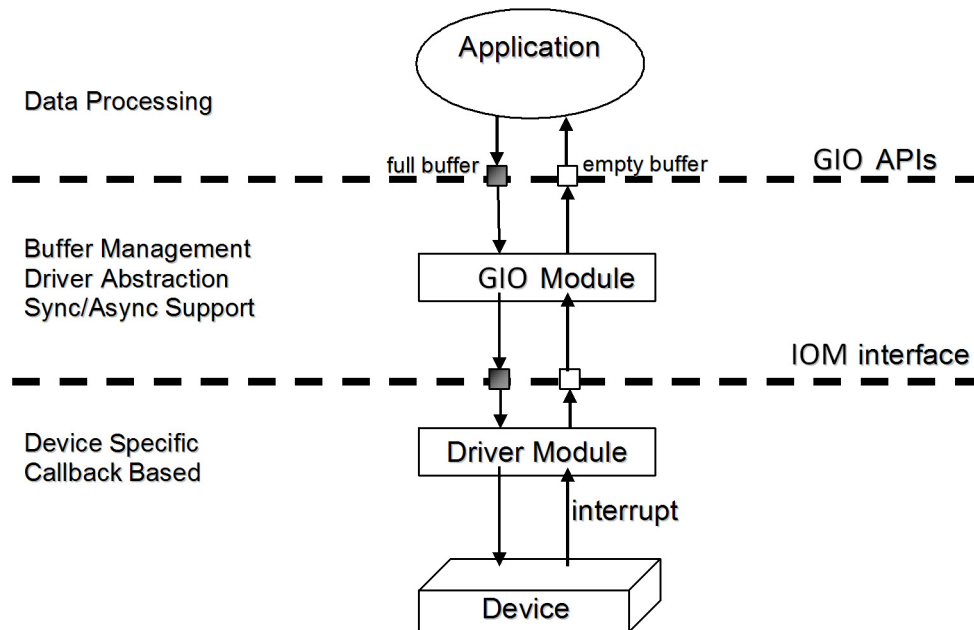 Application
Data Processing
full buffer
empty buffer
GIO APIs
Buffer Management
Driver Abstraction
Sync/Async Support
GIO Module
IOM interface
Device Specific
Callback Based
Driver Module
interrupt
Device